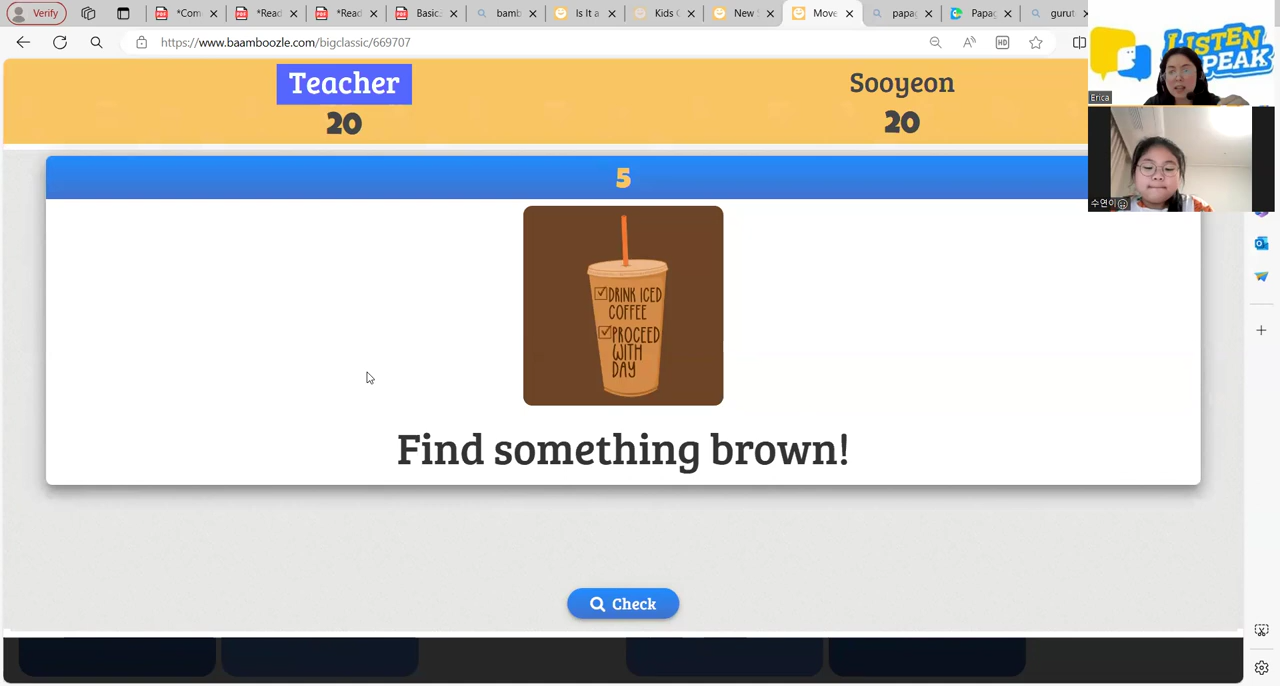 Verify
*Com
*Read
*Read
Basic:
bamb
Is It a
Kids C
New S
Move
papa
Papag
gurut
https://www.baamboozle.com/bigclassic/669707
LISTEN
SPEAK
Erica
수연이
Teacher
20
Sooyeon
20
5
DRINK ICED
COFFEE
PROCEED
WITH
DAY
Find something brown!
Check